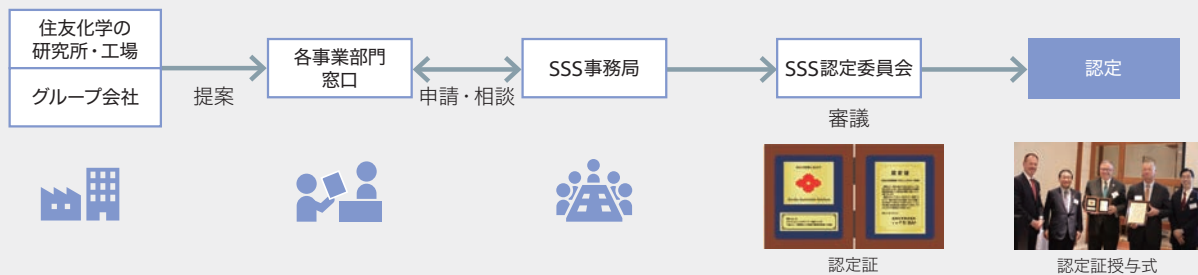 住友化学の
研究所・工場
グループ会社
提案
各事業部門
窓口
申請・相談
SSS事務局
SSS認定委員会
審議
認定
認定証
認定証授与式